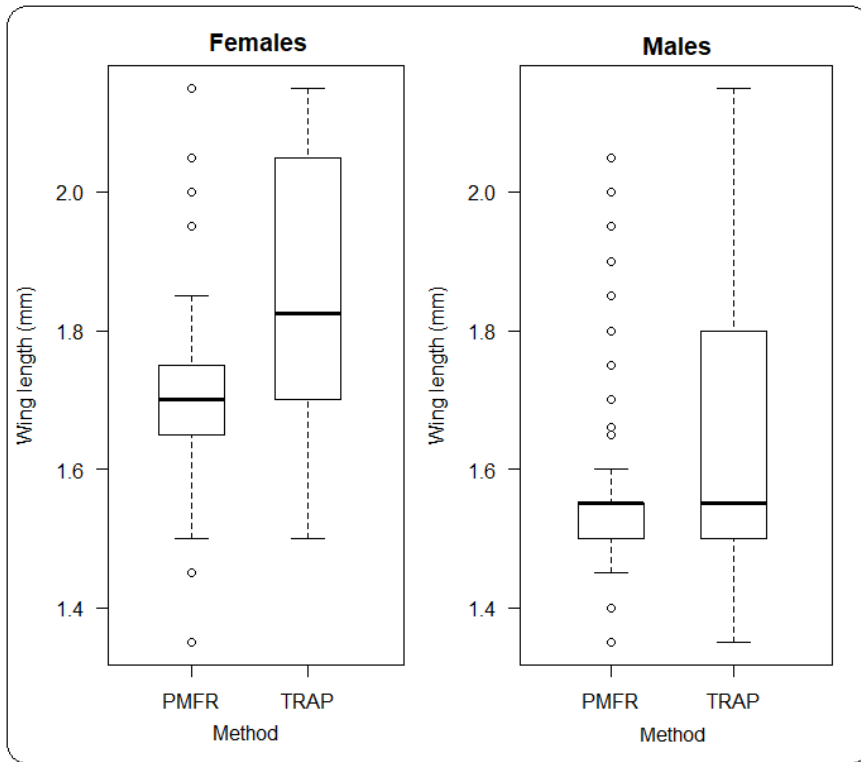 Females
Wing length (mm)
2.0
1.8
1.6
1.4
PMFR TRAP
Method
Males
Wing length (mm)
2.0
1.8
1.6
1.4
PMFR TRAP
Method